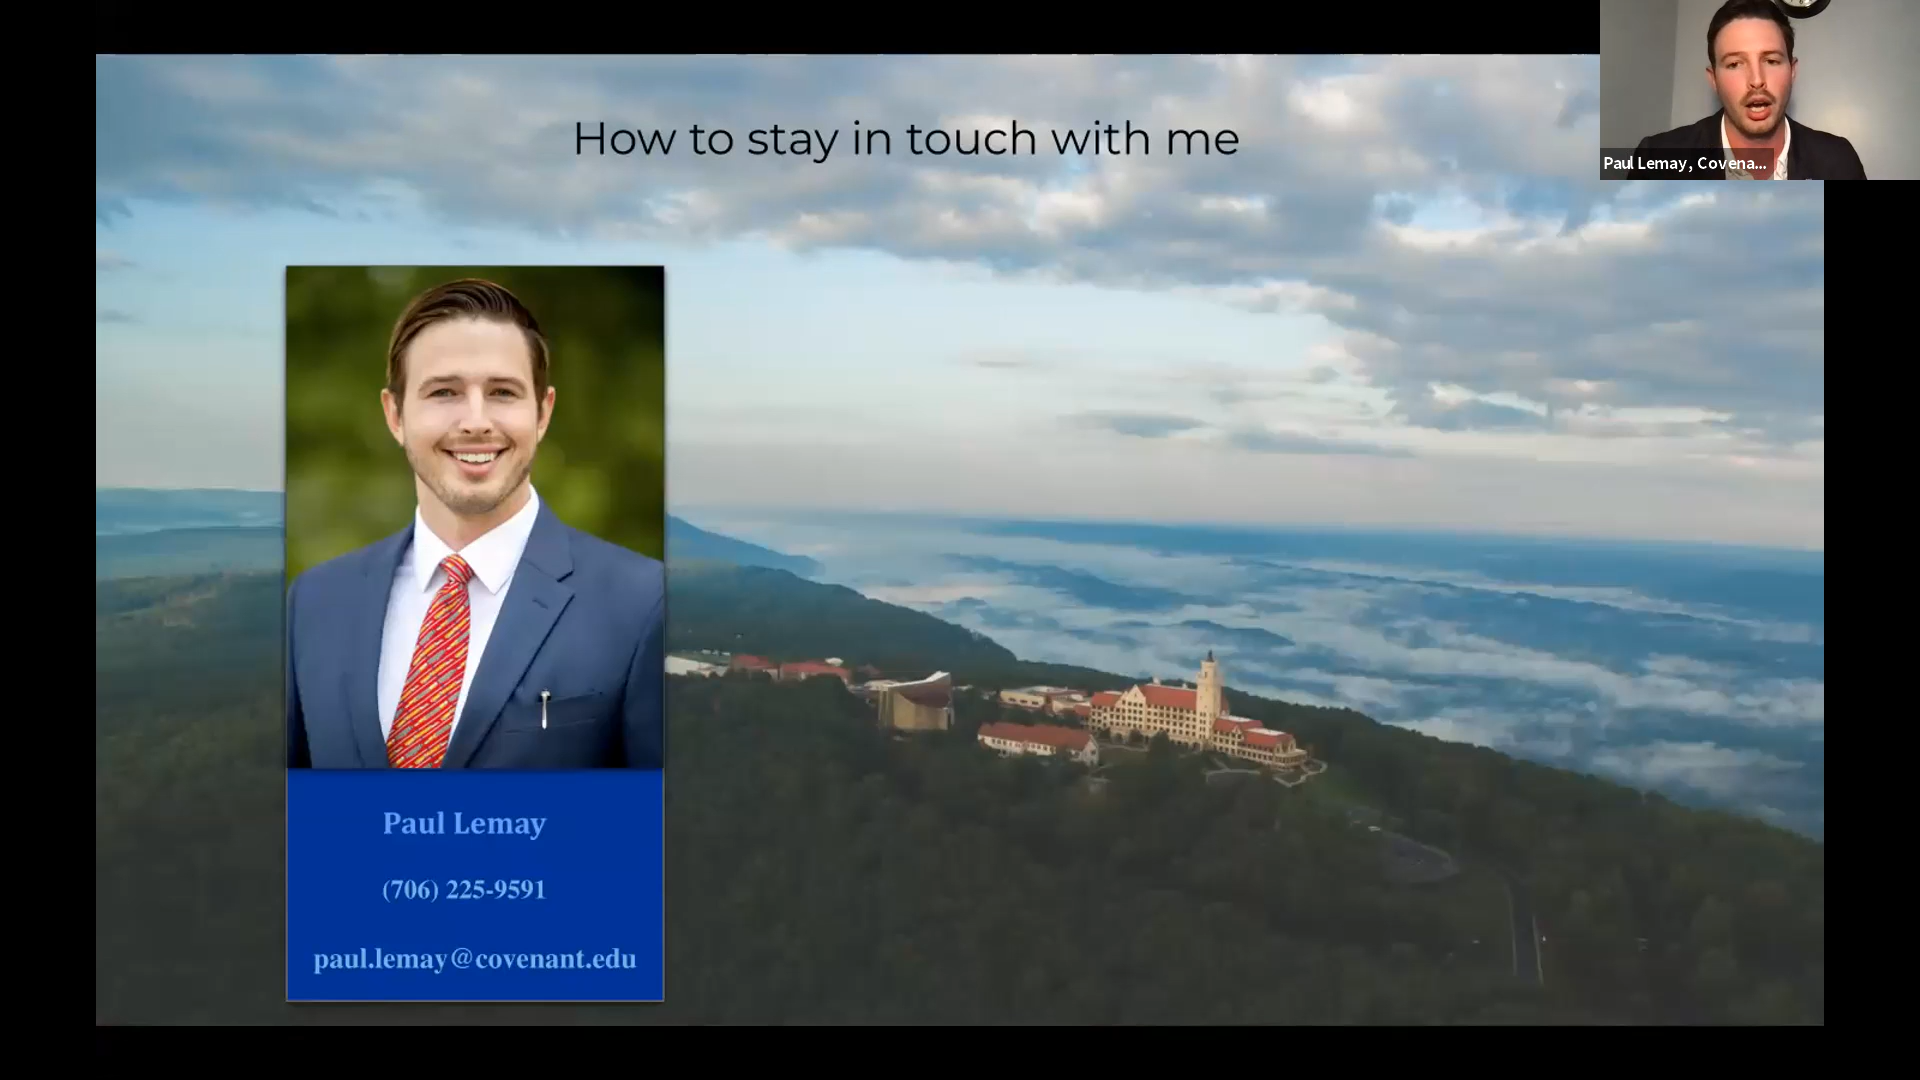 How to stay in touch with me
Paul Lemay, Covena...
Paul Lemay
(706) 225-9591
paul.lemay@covenant.edu